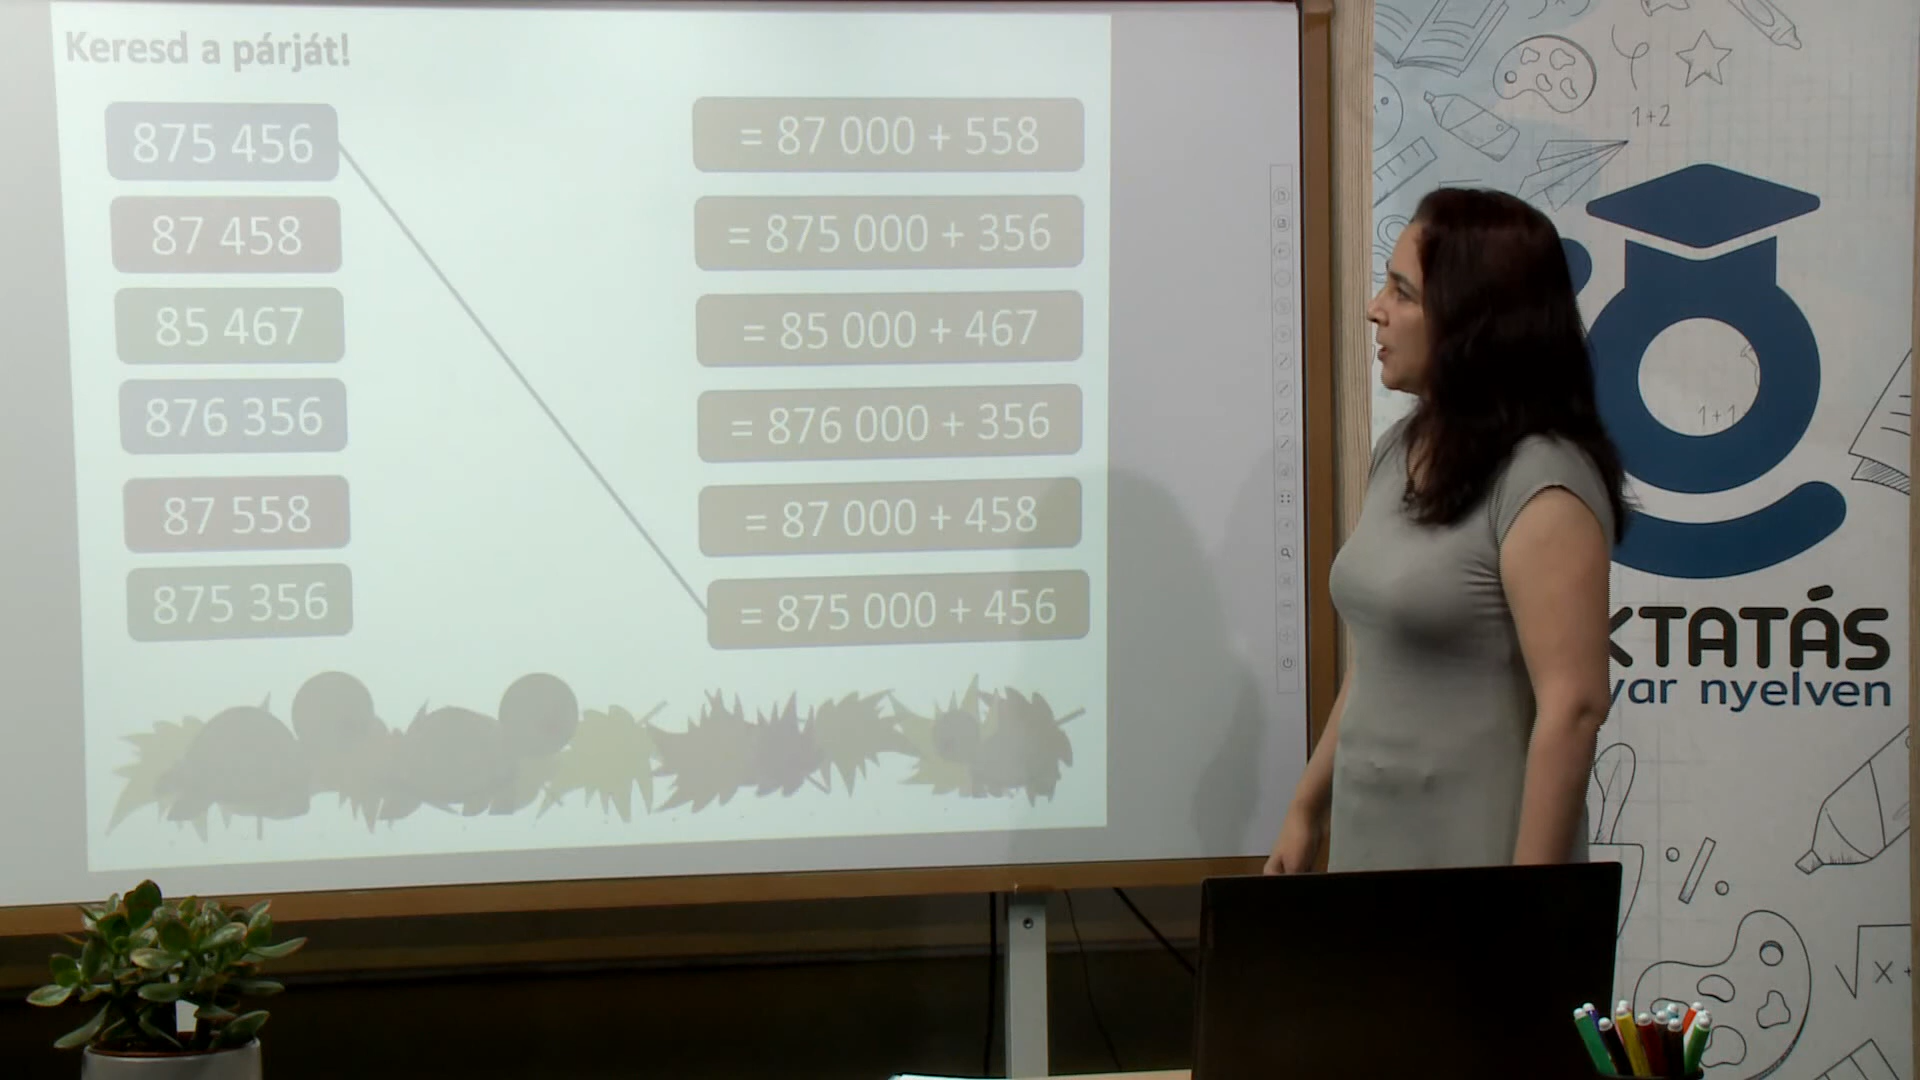 Keresd a párját!
875 456
87 458
85 467
876 356
87 558
875 356
= 87 000 + 558
= 875 000 + 356
= 85 000 + 467
= 876 000 + 356
= 87 000 + 458
= 875 000 + 456
1+2
1+1
KTATÁS
yar nyelven
√x+